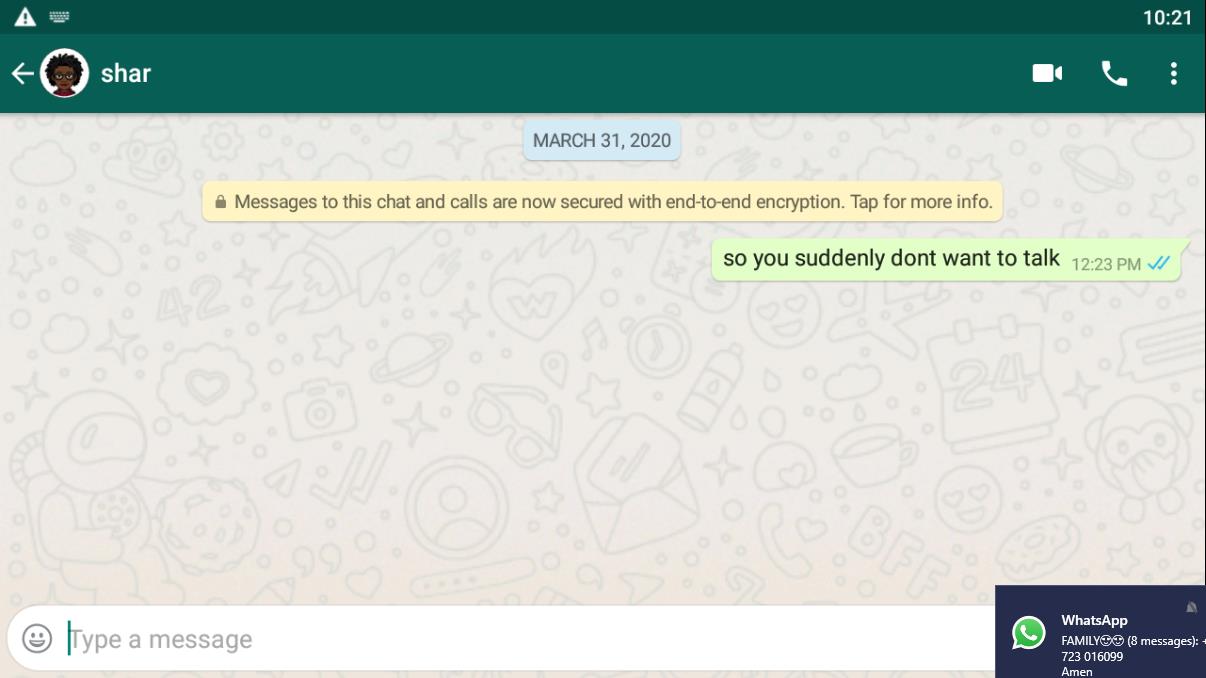 10:21
shar
MARCH 31, 2020
Messages to this chat and calls are now secured with end-to-end encryption. Tap for more info.
so you suddenly dont want to talk 12:23 PM
Type a message
WhatsApp
FAMILY😍😍 (8 messages): +
723 016099
Amen